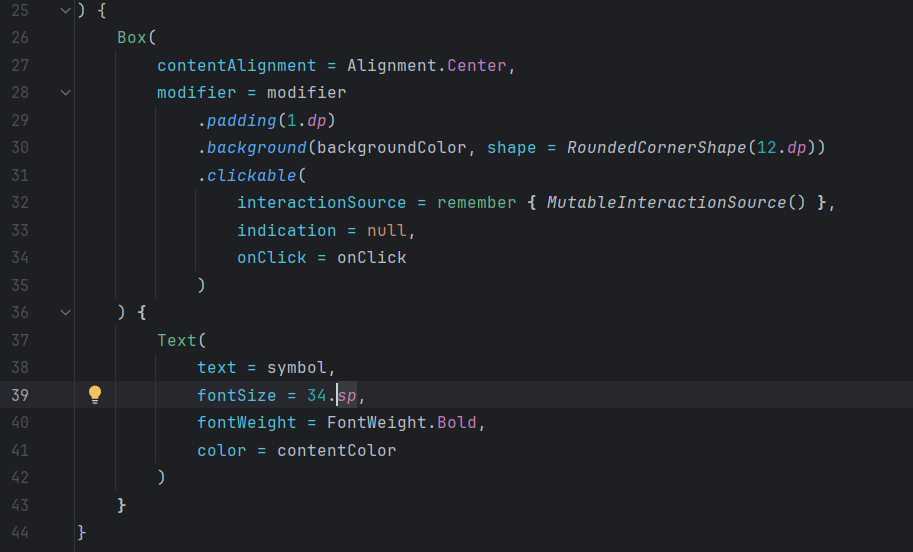 25 ) {
26     Box(
27         contentAlignment = Alignment.Center,
28         modifier = modifier
29             .padding(1.dp)
30             .background(backgroundColor, shape = RoundedCornerShape(12.dp))
31             .clickable(
32                 interactionSource = remember { MutableInteractionSource() },
33                 indication = null,
34                 onClick = onClick
35             )
36     ) {
37         Text(
38             text = symbol,
39             fontSize = 34.sp,
40             fontWeight = FontWeight.Bold,
41             color = contentColor
42         )
43     }
44 }